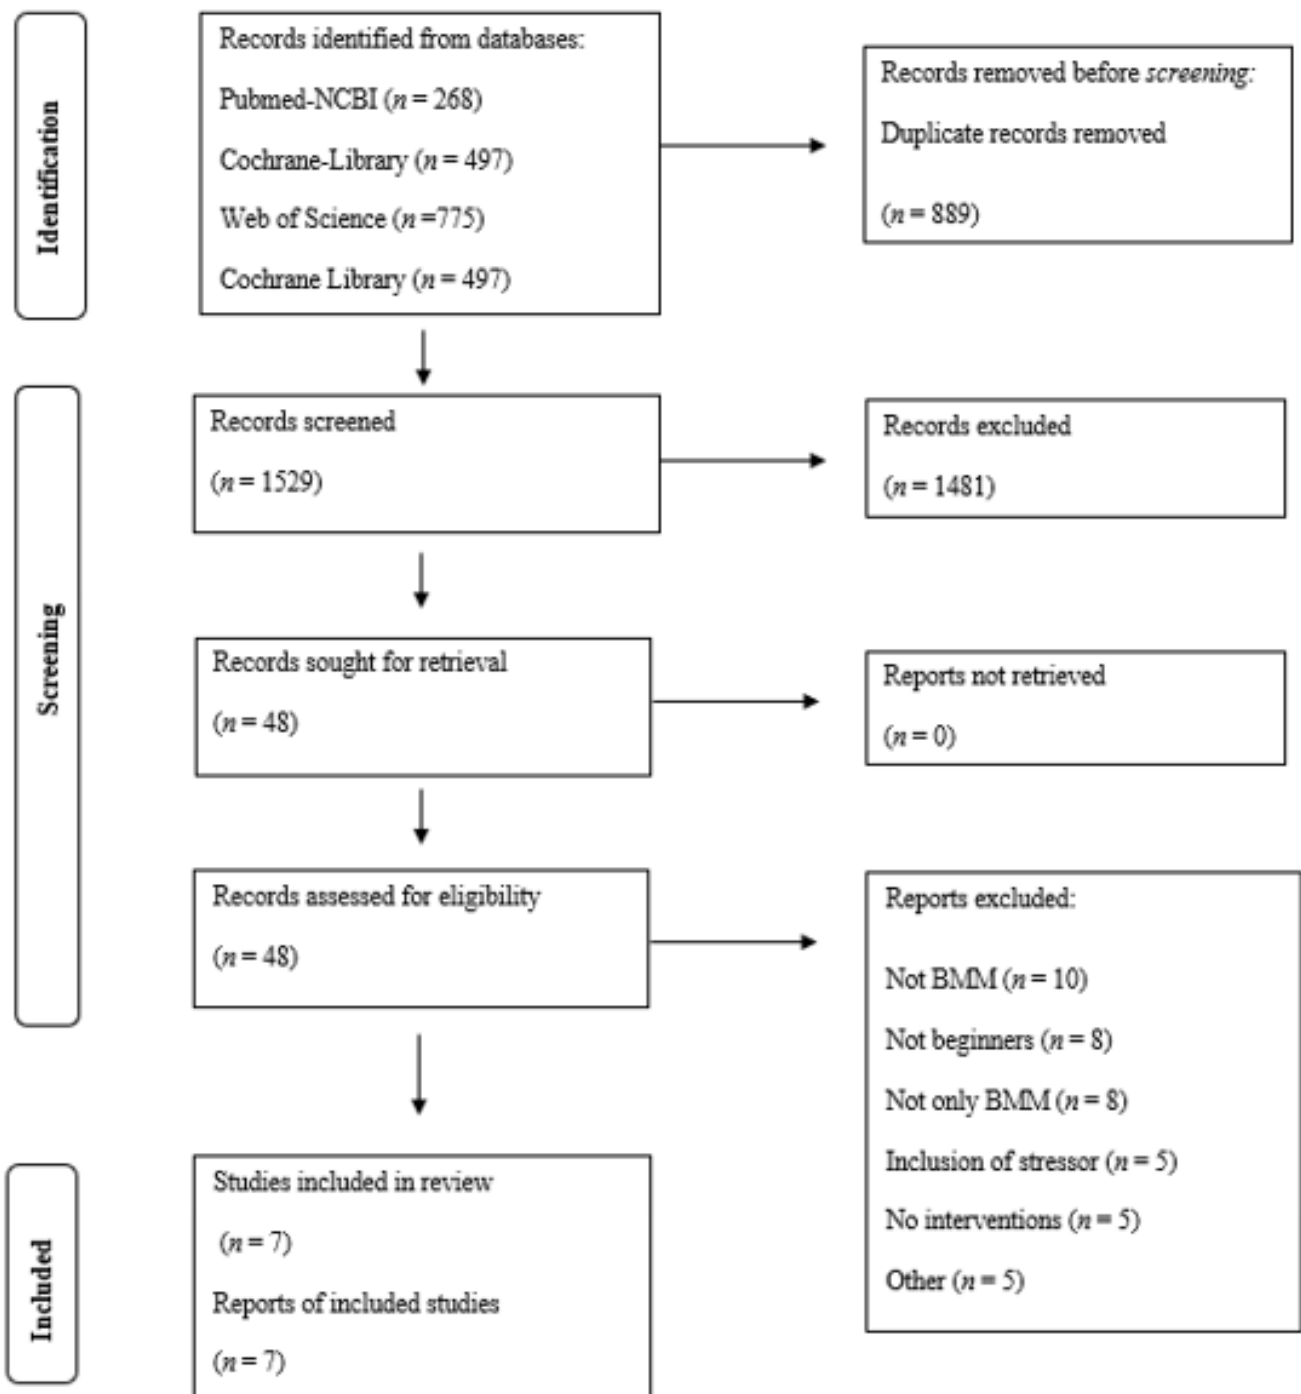 Identification
Records identified from databases:
Pubmed-NCBI (n = 268)
Cochrane-Library (n = 497)
Web of Science (n =775)
Cochrane Library (n = 497)
Records removed before screening:
Duplicate records removed
(n = 889)
Screening
Records screened
(n = 1529)
Records excluded
(n = 1481)
Records sought for retrieval
(n = 48)
Reports not retrieved
(n = 0)
Records assessed for eligibility
(n = 48)
Reports excluded:
Not BMM (n = 10)
Not beginners (n = 8)
Not only BMM (n = 8)
Inclusion of stressor (n = 5)
No interventions (n = 5)
Other (n = 5)
Included
Studies included in review
(n = 7)
Reports of included studies
(n = 7)